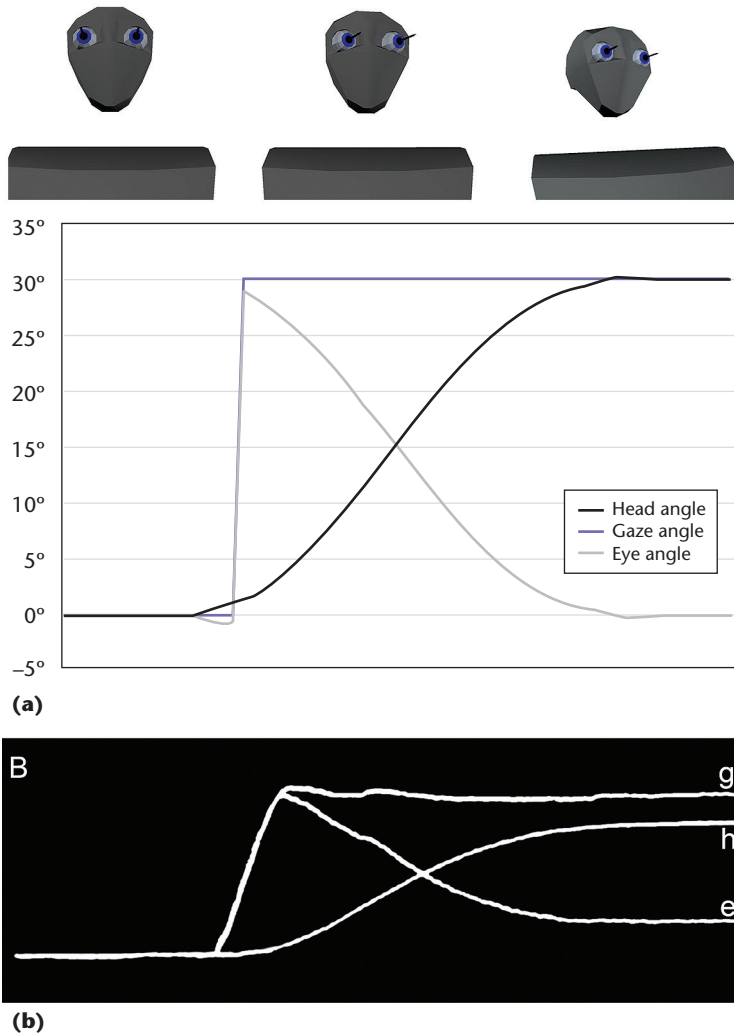 35º
30º
25º
20º
15º
10º
5º
0º
–5º
Head angle
Gaze angle
Eye angle
(a)
B
g
h
e
(b)